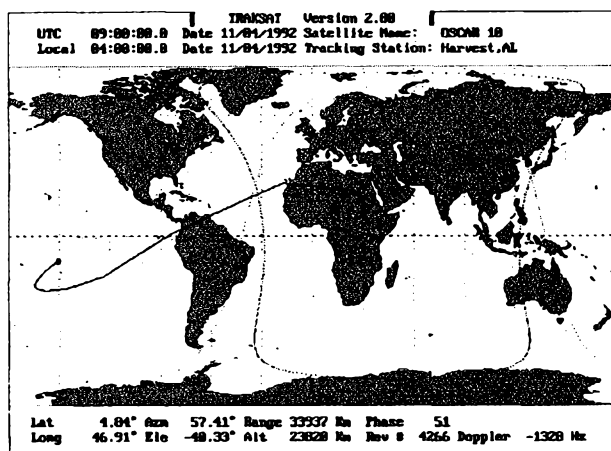 TRAKSAT Version 2.00
UTC 09:00:00.0 Date 11/04/1992 Satellite Name: OSCAR 10
Local 04:00:00.0 Date 11/04/1992 Tracking Station: Harvest,AL
Lat 4.04° Azm 57.41° Range 33937 Km Phase 51
Long 46.91° Ele -40.33° Alt 23820 Km Rev # 4266 Doppler -1320 Hz